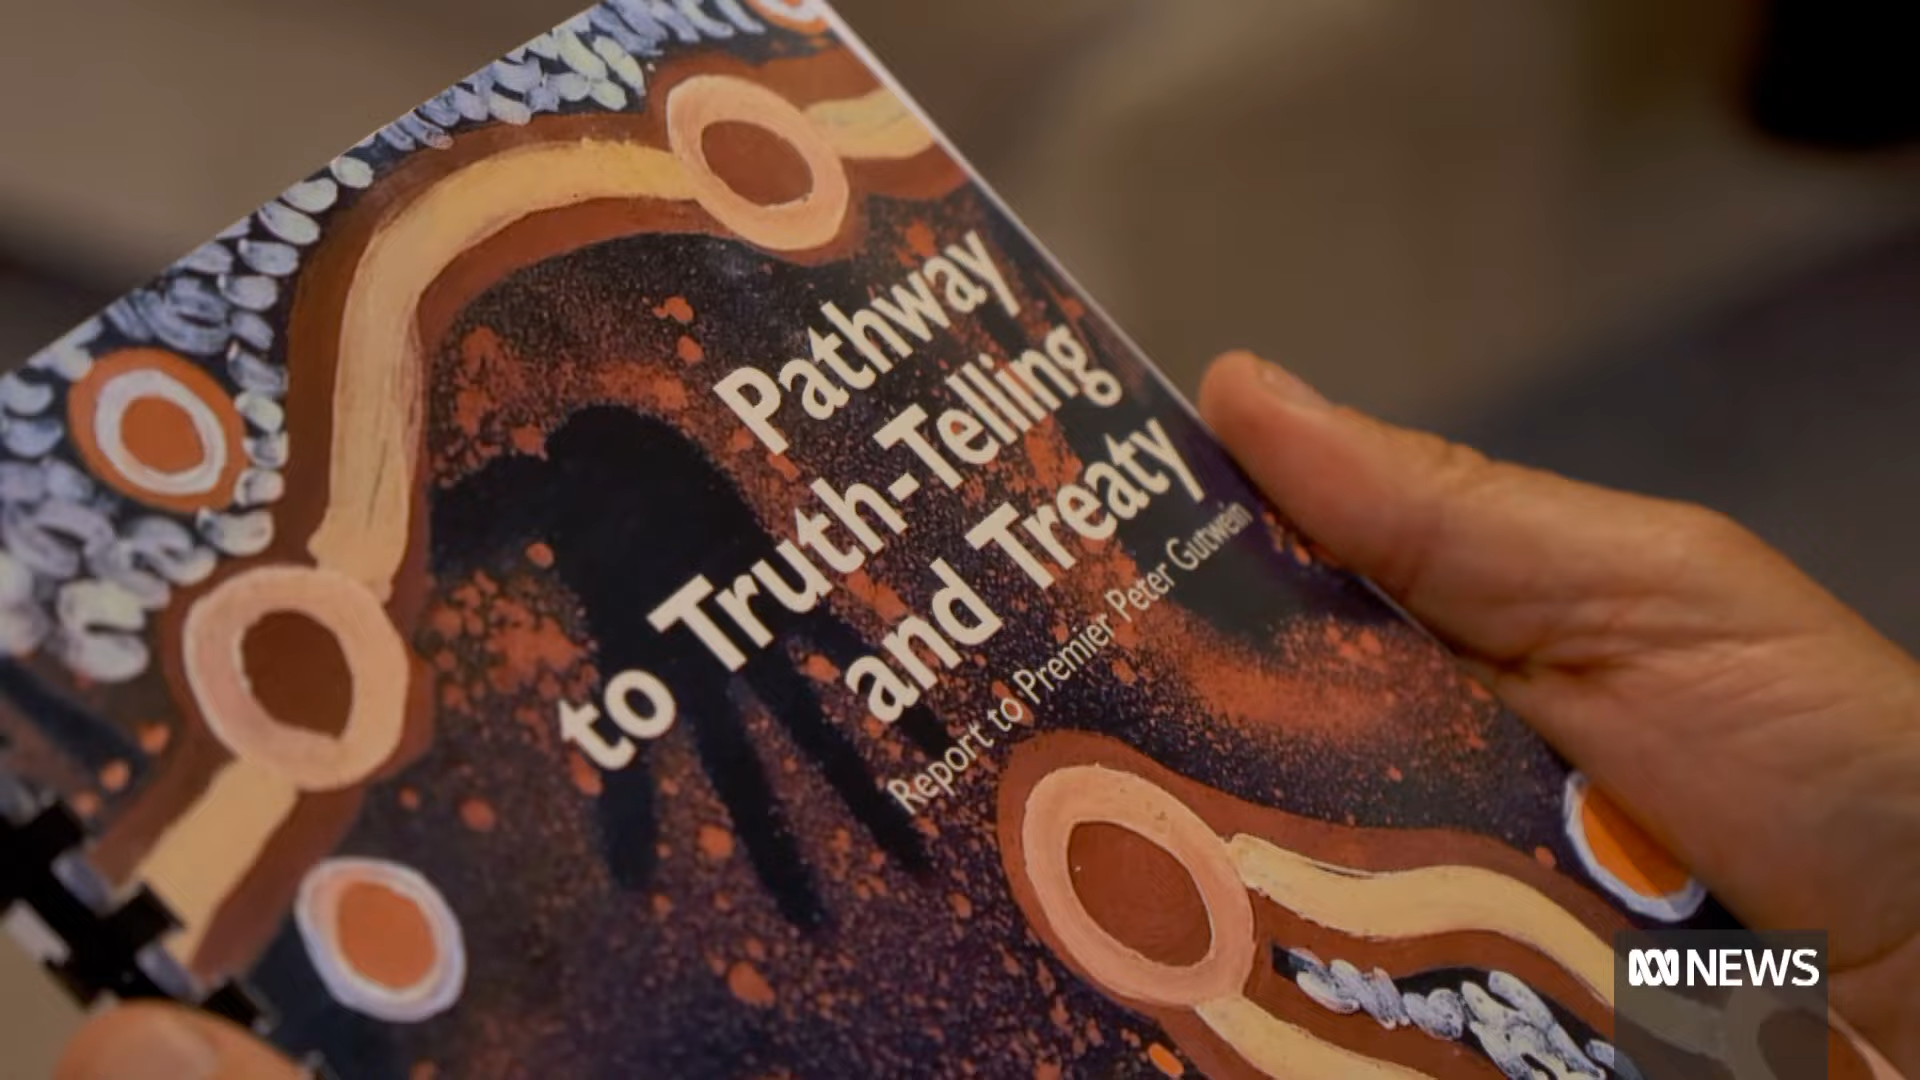 Pathway
to Truth-Telling
and Treaty
Report to Premier Peter Gutwein
NEWS